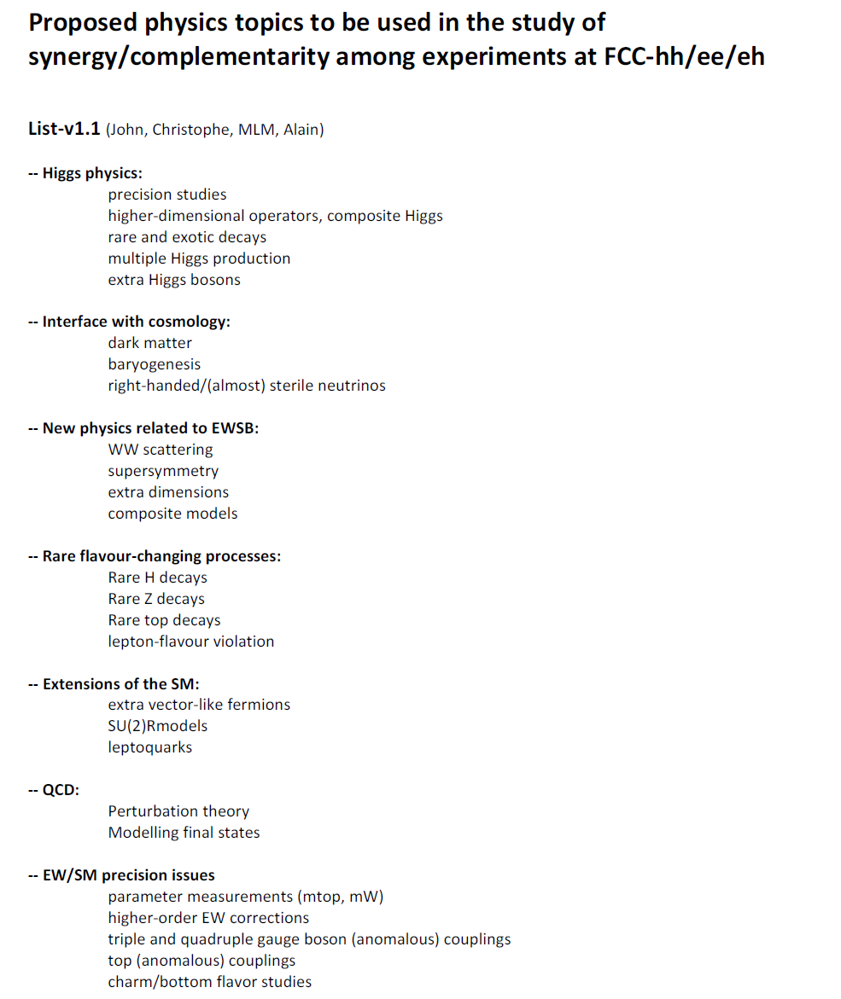 Proposed physics topics to be used in the study of
synergy/complementarity among experiments at FCC-hh/ee/eh
List-v1.1 (John, Christophe, MLM, Alain)
-- Higgs physics:
precision studies
higher-dimensional operators, composite Higgs
rare and exotic decays
multiple Higgs production
extra Higgs bosons
-- Interface with cosmology:
dark matter
baryogenesis
right-handed/(almost) sterile neutrinos
-- New physics related to EWSB:
WW scattering
supersymmetry
extra dimensions
composite models
-- Rare flavour-changing processes:
Rare H decays
Rare Z decays
Rare top decays
lepton-flavour violation
-- Extensions of the SM:
extra vector-like fermions
SU(2)Rmodels
leptoquarks
-- QCD:
Perturbation theory
Modelling final states
-- EW/SM precision issues
parameter measurements (mtop, mW)
higher-order EW corrections
triple and quadruple gauge boson (anomalous) couplings
top (anomalous) couplings
charm/bottom flavor studies